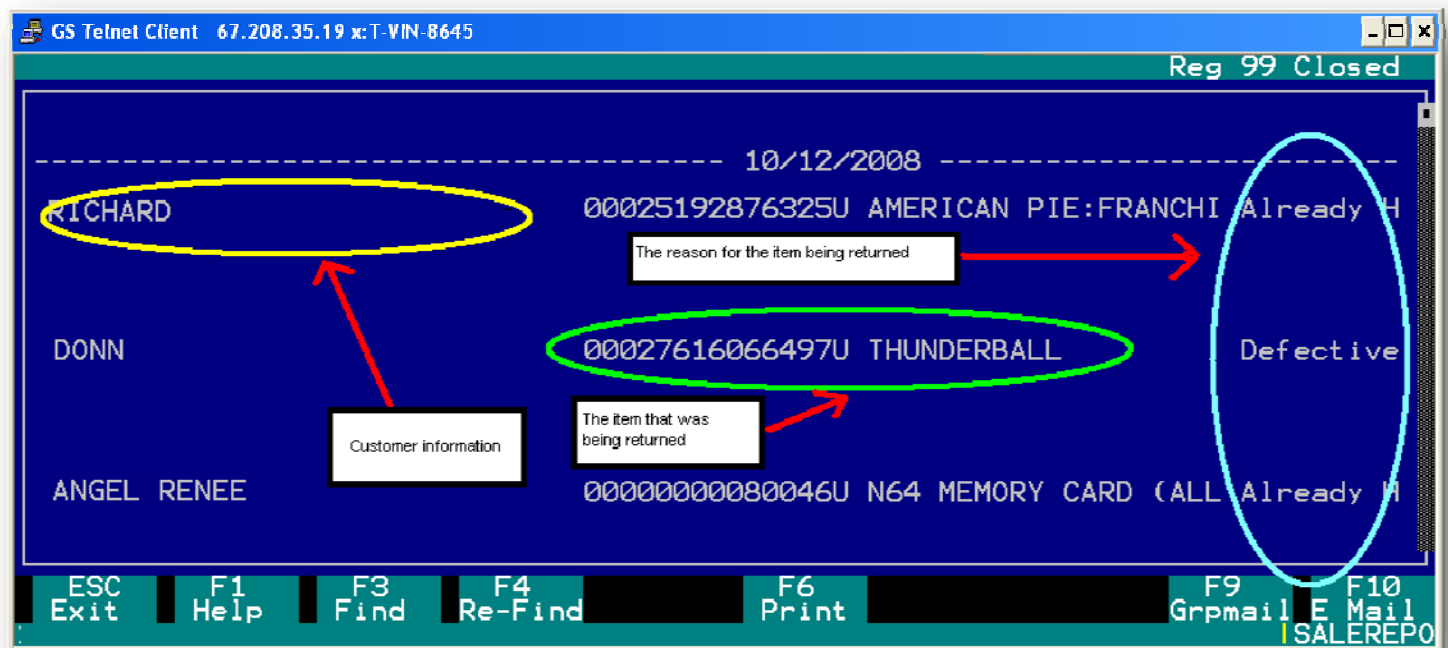 GS Telnet Client 67.208.35.19 x:T-VIN-8645
Reg 99 Closed
10/12/2008
RICHARD 00025192876325U AMERICAN PIE:FRANCHI Already H
The reason for the item being returned
DONN 00027616066497U THUNDERBALL Defective
Customer information
The item that was
being returned
ANGEL RENEE 00000000080046U N64 MEMORY CARD (ALL Already H
ESC F1 F3 F4 F6 F9 F10
Exit Help Find Re-Find Print Grpmail E Mail
SALEREPO